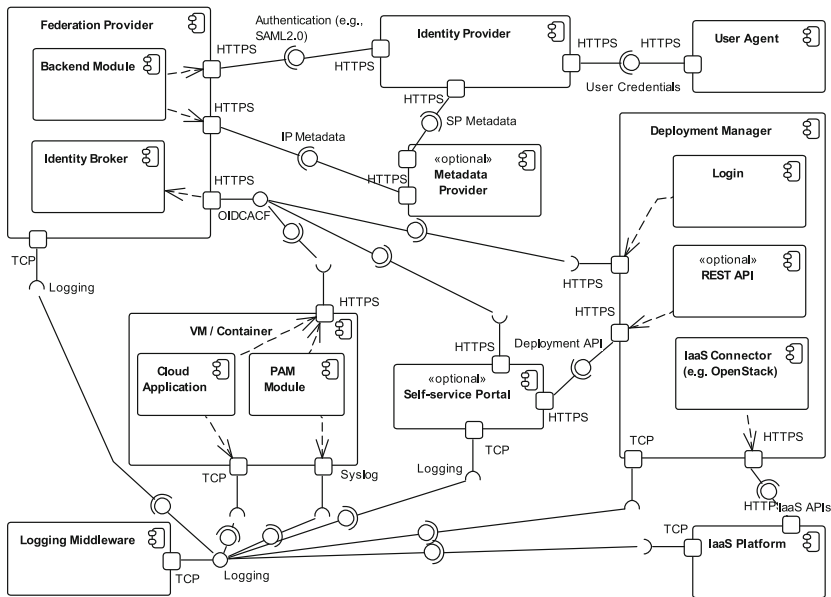 Federation Provider
Backend Module
Identity Broker
HTTPS
HTTPS
HTTPS
OIDCACF
TCP
Logging
Authentication (e.g.,
SAML2.0)
HTTPS
Identity Provider
HTTPS
HTTPS
User Agent
User Credentials
HTTPS
SP Metadata
IP Metadata
HTTPS
«optional»
Metadata
Provider
Deployment Manager
Login
«optional»
REST API
IaaS Connector
(e.g. OpenStack)
HTTPS
HTTPS
HTTPS
TCP
HTTPS
VM / Container
Cloud
Application
PAM
Module
TCP
Syslog
HTTPS
Deployment API
«optional»
Self-service Portal
HTTPS
TCP
Logging
HTTP
IaaS APIs
Logging Middleware
TCP
Logging
TCP
IaaS Platform